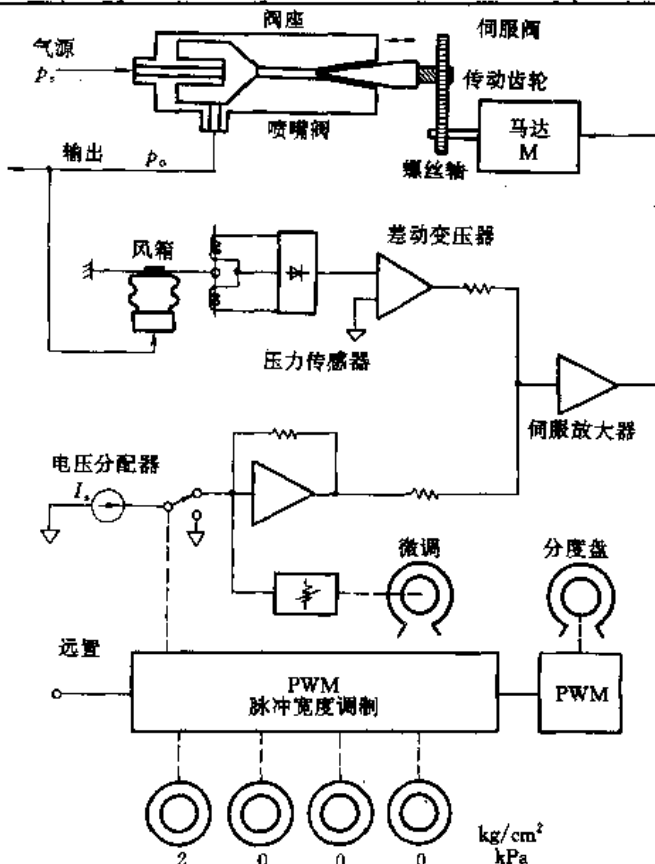 阀座
伺服阀
气源
pₛ
传动齿轮
喷嘴阀
马达
M
输出
p₀
螺丝轴
风箱
差动变压器
压力传感器
伺服放大器
电压分配器
Iₛ
微调
分度盘
远置
PWM
脉冲宽度调制
PWM
2 0 0 0
kg/cm²
kPa